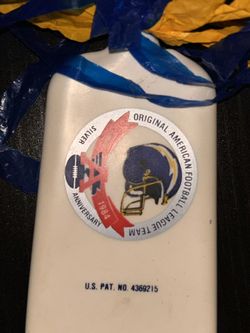 ORIGINAL AMERICAN FOOTBALL LEAGUE TEAM
SILVER
1984
ANNIVERSARY
U.S. PAT. NO. 4369215